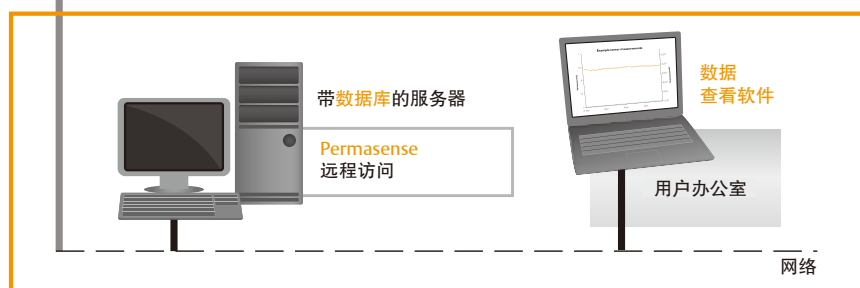 带数据库的服务器
Permasense
远程访问
数据
查看软件
用户办公室
网络